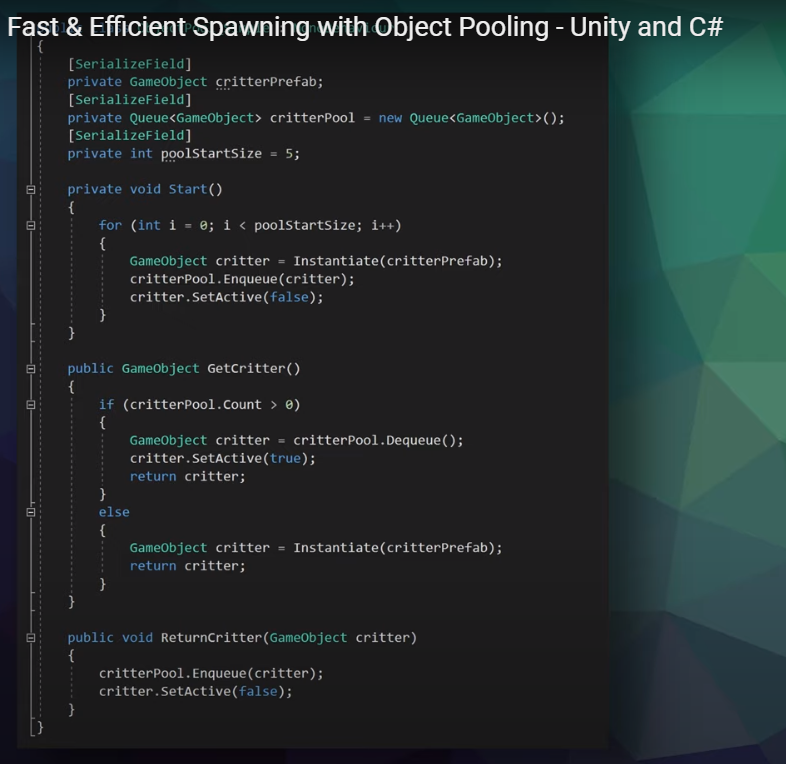 Fast & Efficient Spawning with Object Pooling - Unity and C#
{
[SerializeField]
private GameObject critterPrefab;
[SerializeField]
private Queue<GameObject> critterPool = new Queue<GameObject>();
[SerializeField]
private int poolStartSize = 5;
private void Start()
{
for (int i = 0; i < poolStartSize; i++)
{
GameObject critter = Instantiate(critterPrefab);
critterPool.Enqueue(critter);
critter.SetActive(false);
}
}
public GameObject GetCritter()
{
if (critterPool.Count > 0)
{
GameObject critter = critterPool.Dequeue();
critter.SetActive(true);
return critter;
}
else
{
GameObject critter = Instantiate(critterPrefab);
return critter;
}
}
public void ReturnCritter(GameObject critter)
{
critterPool.Enqueue(critter);
critter.SetActive(false);
}
}